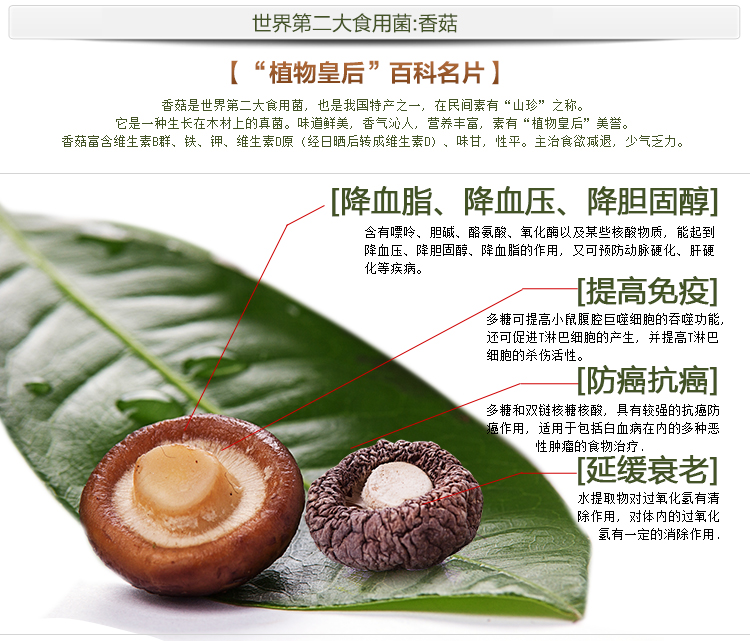 世界第二大食用菌:香菇
【“植物皇后”百科名片】
香菇是世界第二大食用菌，也是我国特产之一，在民间素有“山珍”之称。
它是一种生长在木材上的真菌。味道鲜美，香气沁人，营养丰富，素有“植物皇后”美誉。
香菇富含维生素B群、铁、钾、维生素D原（经日晒后转成维生素D）、味甘，性平。主治食欲减退，少气乏力。
[降血脂、降血压、降胆固醇]
含有嘌呤、胆碱、酪氨酸、氧化酶以及某些核酸物质，能起到
降血压、降胆固醇、降血脂的作用，又可预防动脉硬化、肝硬
化等疾病。
[提高免疫]
多糖可提高小鼠腹腔巨噬细胞的吞噬功能，
还可促进T淋巴细胞的产生，并提高T淋巴
细胞的杀伤活性。
[防癌抗癌]
多糖和双链核糖核酸，具有较强的抗癌防
癌作用，适用于包括白血病在内的多种恶
性肿瘤的食物治疗.
[延缓衰老]
水提取物对过氧化氢有清
除作用，对体内的过氧化
氢有一定的消除作用.